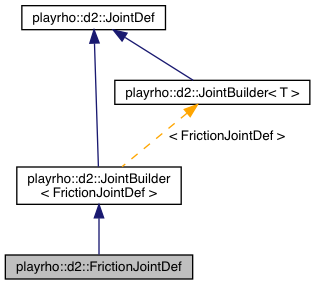 playrho::d2::JointDef
playrho::d2::JointBuilder< T >
< FrictionJointDef >
playrho::d2::JointBuilder
< FrictionJointDef >
playrho::d2::FrictionJointDef